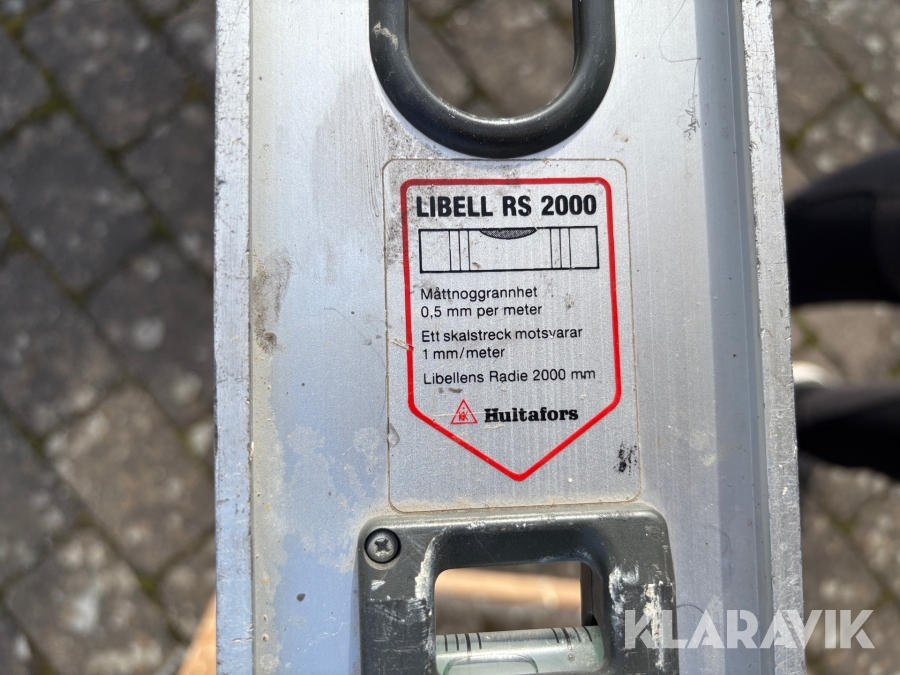 LIBELL RS 2000
Måttnoggrannhet
0,5 mm per meter
Ett skalstreck motsvarar
1 mm/meter
Libellens Radie 2000 mm
Hultafors
KLARAVIK